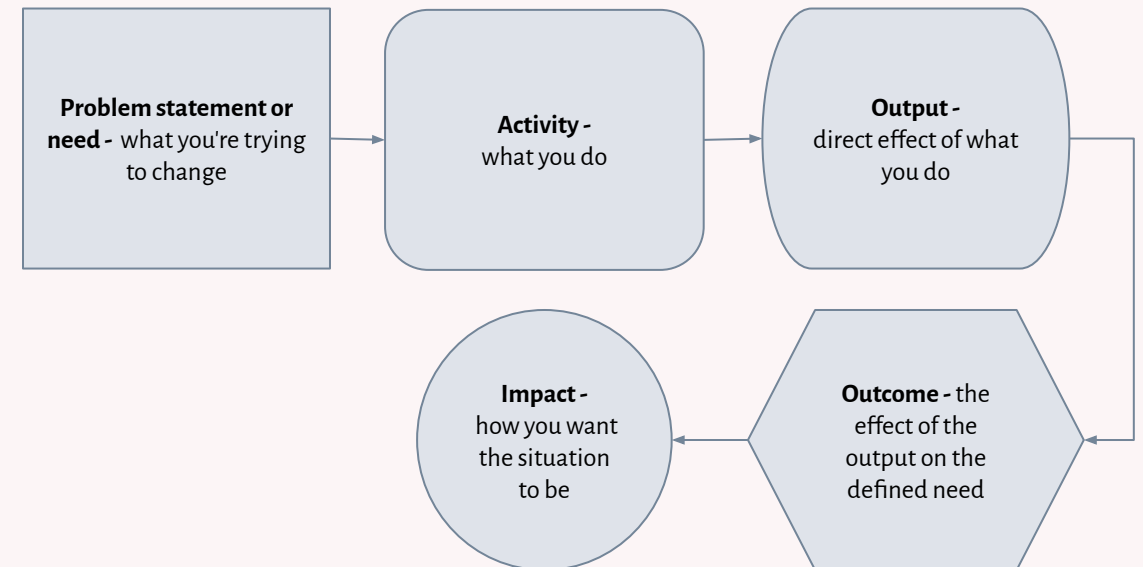 Problem statement or
need - what you're trying
to change
Activity -
what you do
Output -
direct effect of what
you do
Impact -
how you want
the situation
to be
Outcome - the
effect of the
output on the
defined need